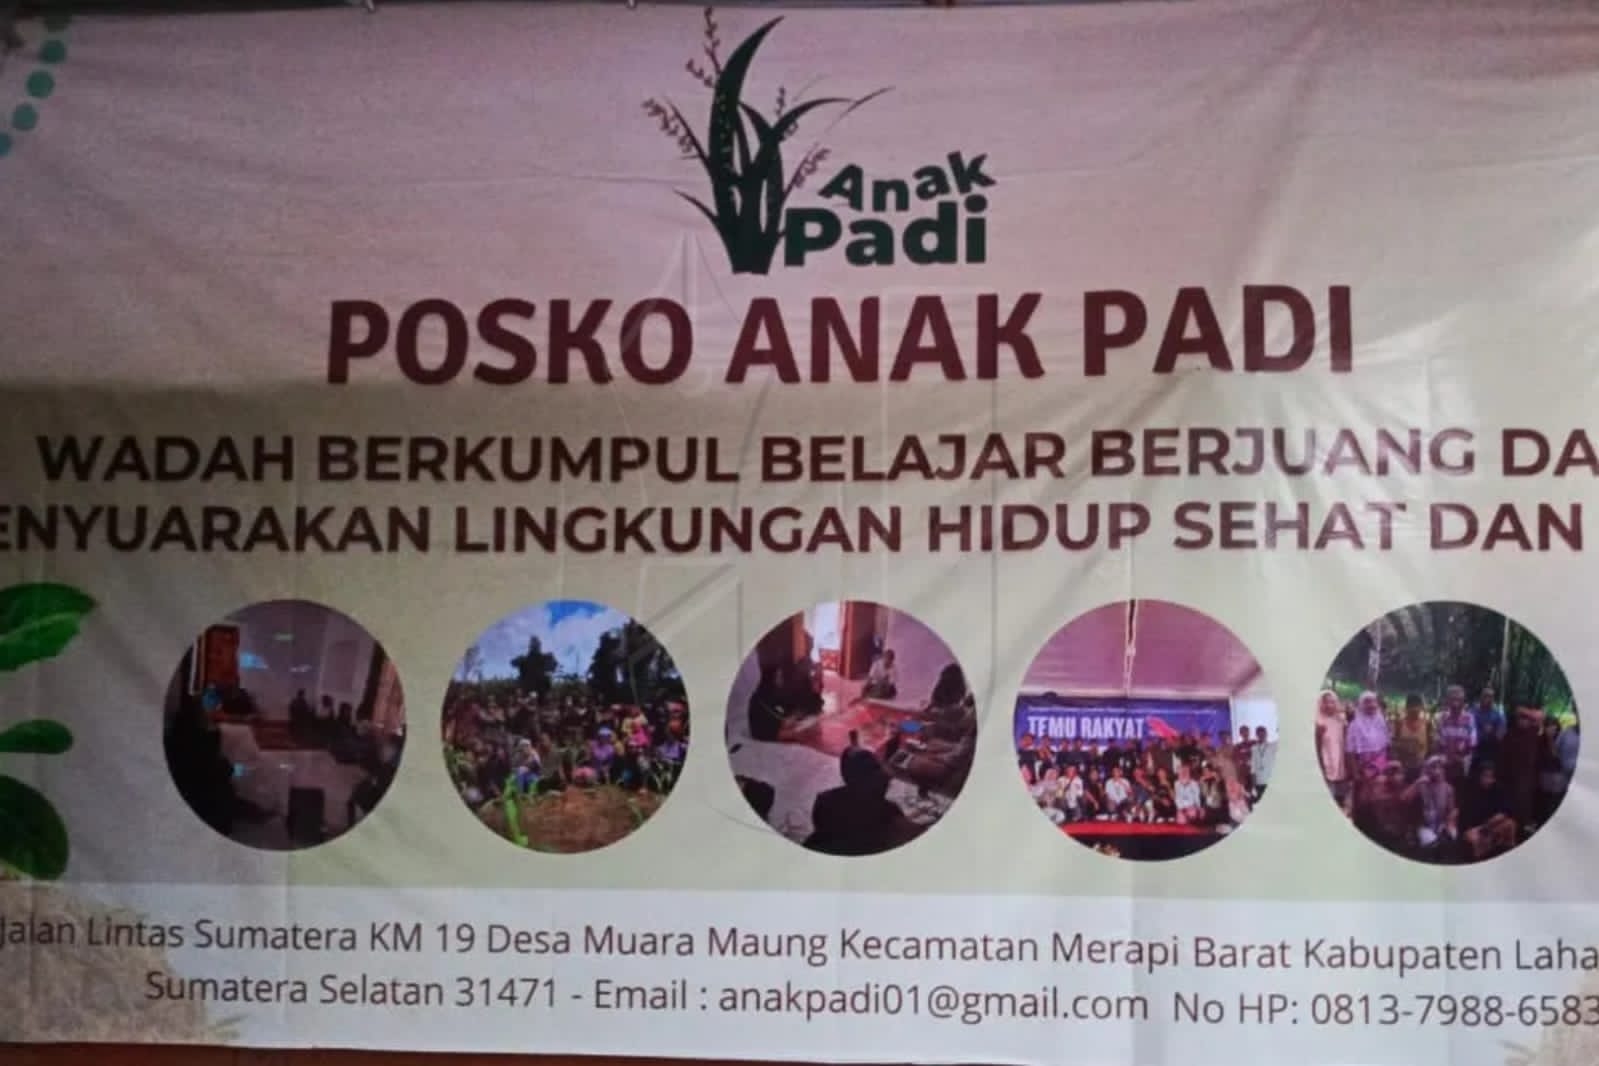 Anak
Padi
POSKO ANAK PADI
WADAH BERKUMPUL BELAJAR BERJUANG DA
ENYUARAKAN LINGKUNGAN HIDUP SEHAT DAN
TEMU RAKYAT
Jalan Lintas Sumatera KM 19 Desa Muara Maung Kecamatan Merapi Barat Kabupaten Laha
Sumatera Selatan 31471 - Email : anakpadi01@gmail.com No HP: 0813-7988-6583